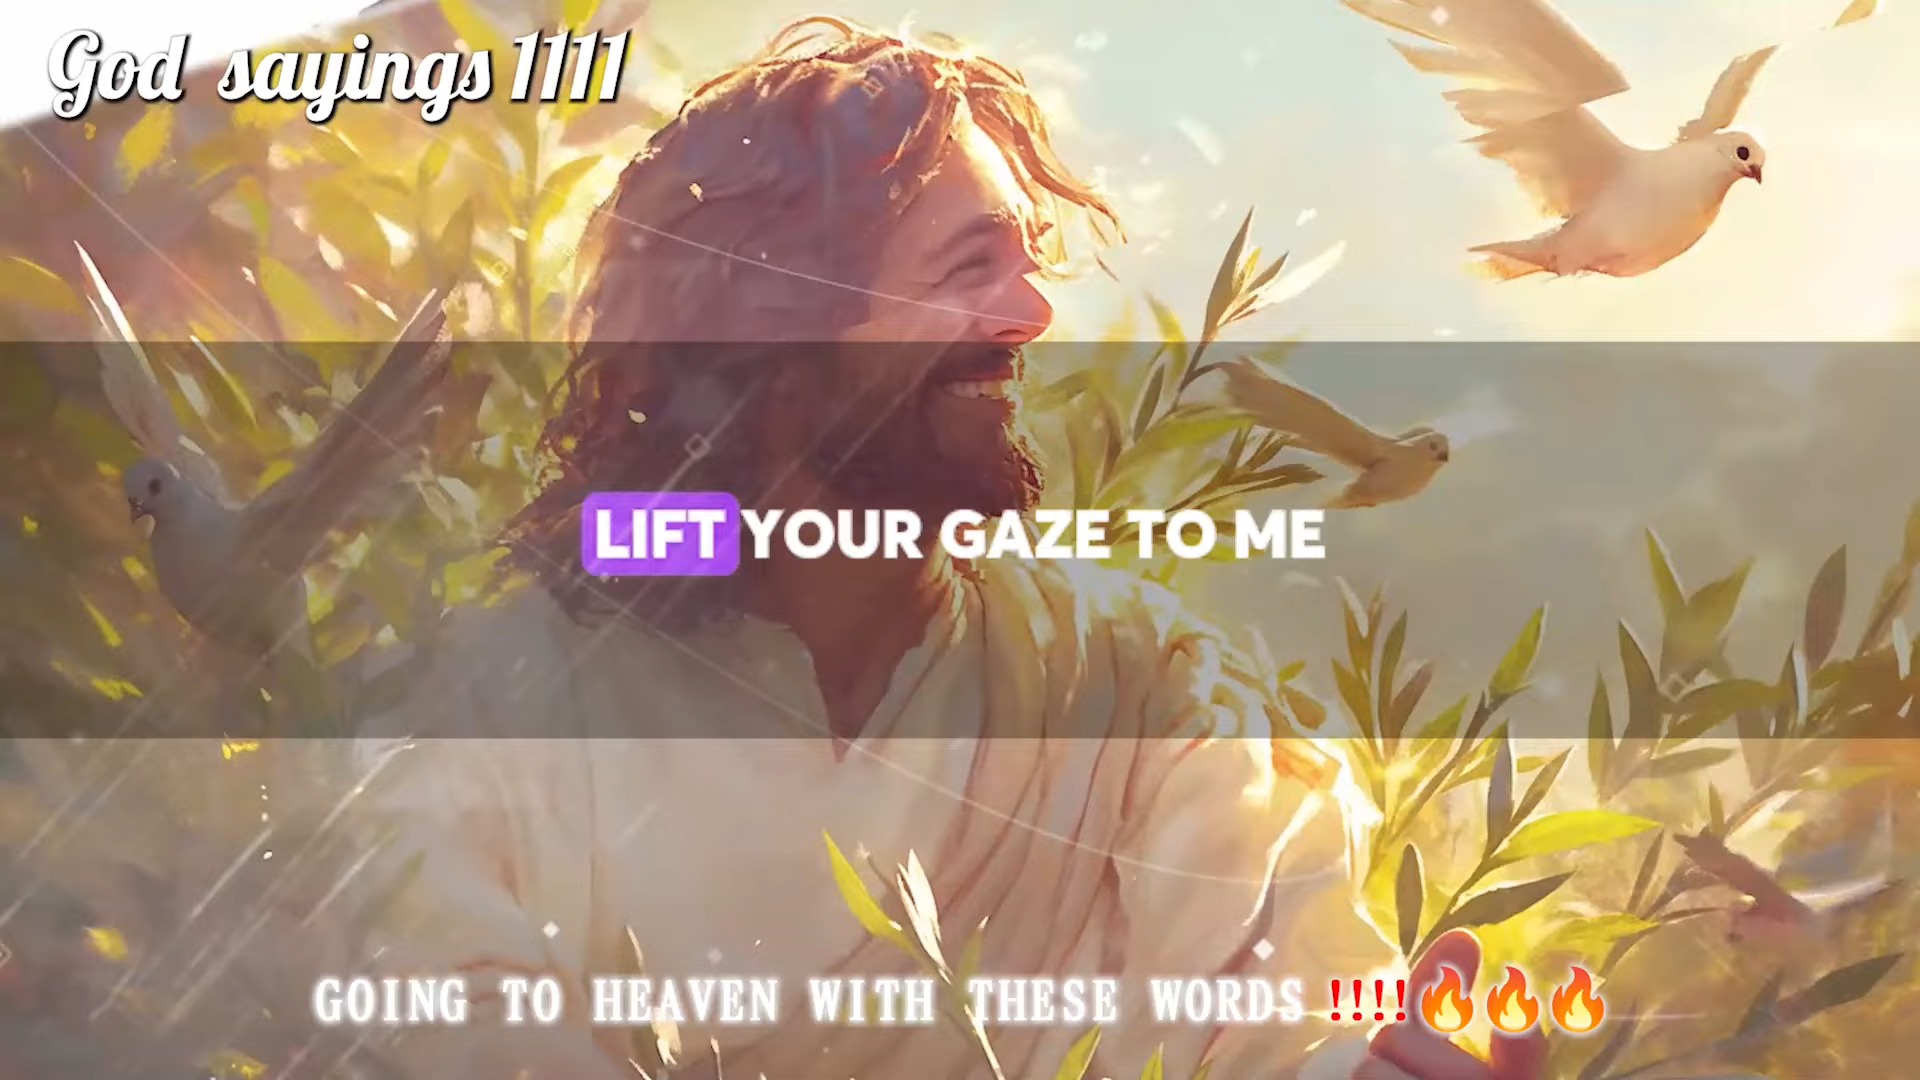 God sayings 1111
LIFT YOUR GAZE TO ME
GOING TO HEAVEN WITH THESE WORDS !!!!🔥🔥🔥